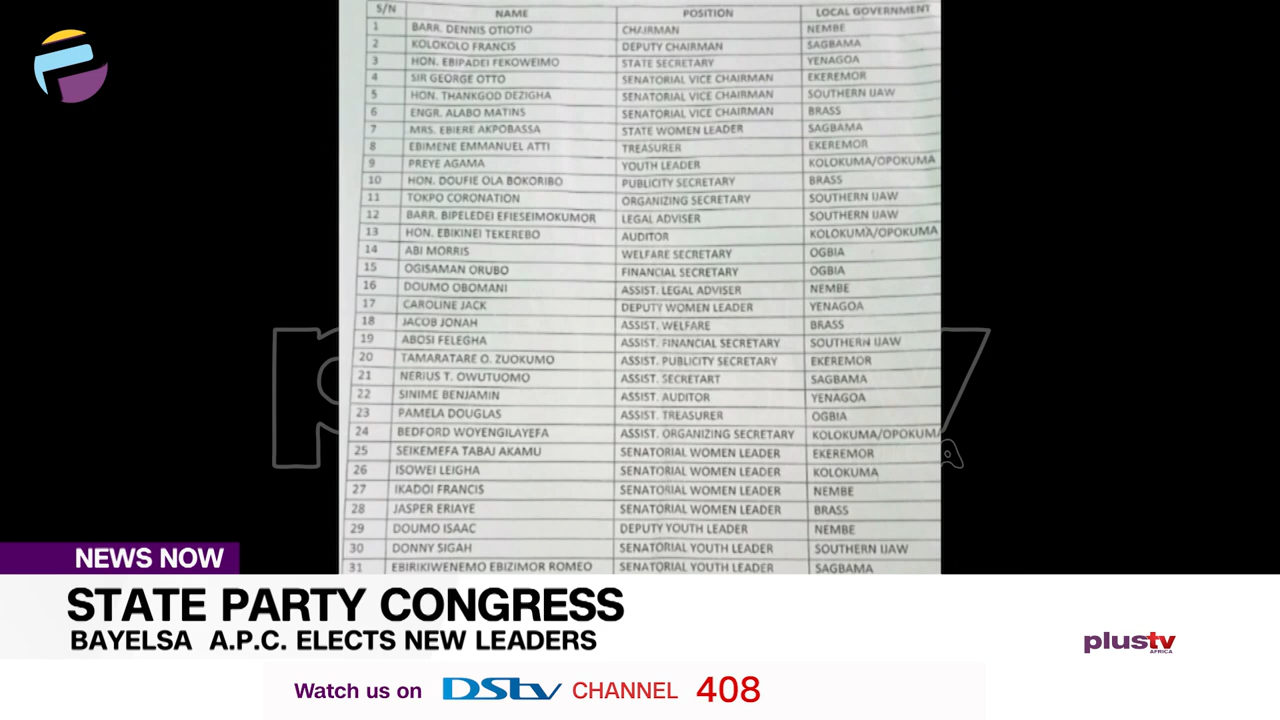 S/N NAME POSITION LOCAL GOVERNMENT
1 BARR. DENNIS OTIOTIO CHAIRMAN NEMBE
2 KOLOKOLO FRANCIS DEPUTY CHAIRMAN SAGBAMA
3 HON. EBIPADEI FEKOWEIMO STATE SECRETARY YENAGOA
4 SIR GEORGE OTTO SENATORIAL VICE CHAIRMAN EKEREMOR
5 HON. THANKGOD DEZIGHA SENATORIAL VICE CHAIRMAN SOUTHERN IJAW
6 ENGR. ALABO MATINS SENATORIAL VICE CHAIRMAN BRASS
7 MRS. EBIERE AKPOBASSA STATE WOMEN LEADER SAGBAMA
8 EBIMENE EMMANUEL ATTI TREASURER EKEREMOR
9 PREYE AGAMA YOUTH LEADER KOLOKUMA/OPOKUMA
10 HON. DOUFIE OLA BOKORIBO PUBLICITY SECRETARY BRASS
11 TOKPO CORONATION ORGANIZING SECRETARY SOUTHERN IJAW
12 BARR. BIPELEDEI EFIESEIMOKUMOR LEGAL ADVISER SOUTHERN IJAW
13 HON. EBIKINEI TEKEREBO AUDITOR KOLOKUMA/OPOKUMA
14 ABI MORRIS WELFARE SECRETARY OGBIA
15 OGISAMAN ORUBO FINANCIAL SECRETARY OGBIA
16 DOUMO OBOMANI ASSIST. LEGAL ADVISER NEMBE
17 CAROLINE JACK DEPUTY WOMEN LEADER YENAGOA
18 JACOB JONAH ASSIST. WELFARE BRASS
19 ABOSI FELEGHA ASSIST. FINANCIAL SECRETARY SOUTHERN IJAW
20 TAMARATARE O. ZUOKUMO ASSIST. PUBLICITY SECRETARY EKEREMOR
21 NERIUS T. OWUTUOMO ASSIST. SECRETART SAGBAMA
22 SINIME BENJAMIN ASSIST. AUDITOR YENAGOA
23 PAMELA DOUGLAS ASSIST. TREASURER OGBIA
24 BEDFORD WOYENGILAYEFA ASSIST. ORGANIZING SECRETARY KOLOKUMA/OPOKUMA
25 SEIKEMEFA TABAJ AKAMU SENATORIAL WOMEN LEADER EKEREMOR
26 ISOWEI LEIGHA SENATORIAL WOMEN LEADER KOLOKUMA
27 IKADOI FRANCIS SENATORIAL WOMEN LEADER NEMBE
28 JASPER ERIAYE SENATORIAL WOMEN LEADER BRASS
29 DOUMO ISAAC DEPUTY YOUTH LEADER NEMBE
30 DONNY SIGAH SENATORIAL YOUTH LEADER SOUTHERN IJAW
31 EBIRIKIWENEMO EBIZIMOR ROMEO SENATORIAL YOUTH LEADER SAGBAMA
NEWS NOW
STATE PARTY CONGRESS
BAYELSA A.P.C. ELECTS NEW LEADERS
plustv
AFRICA
Watch us on DStv CHANNEL 408